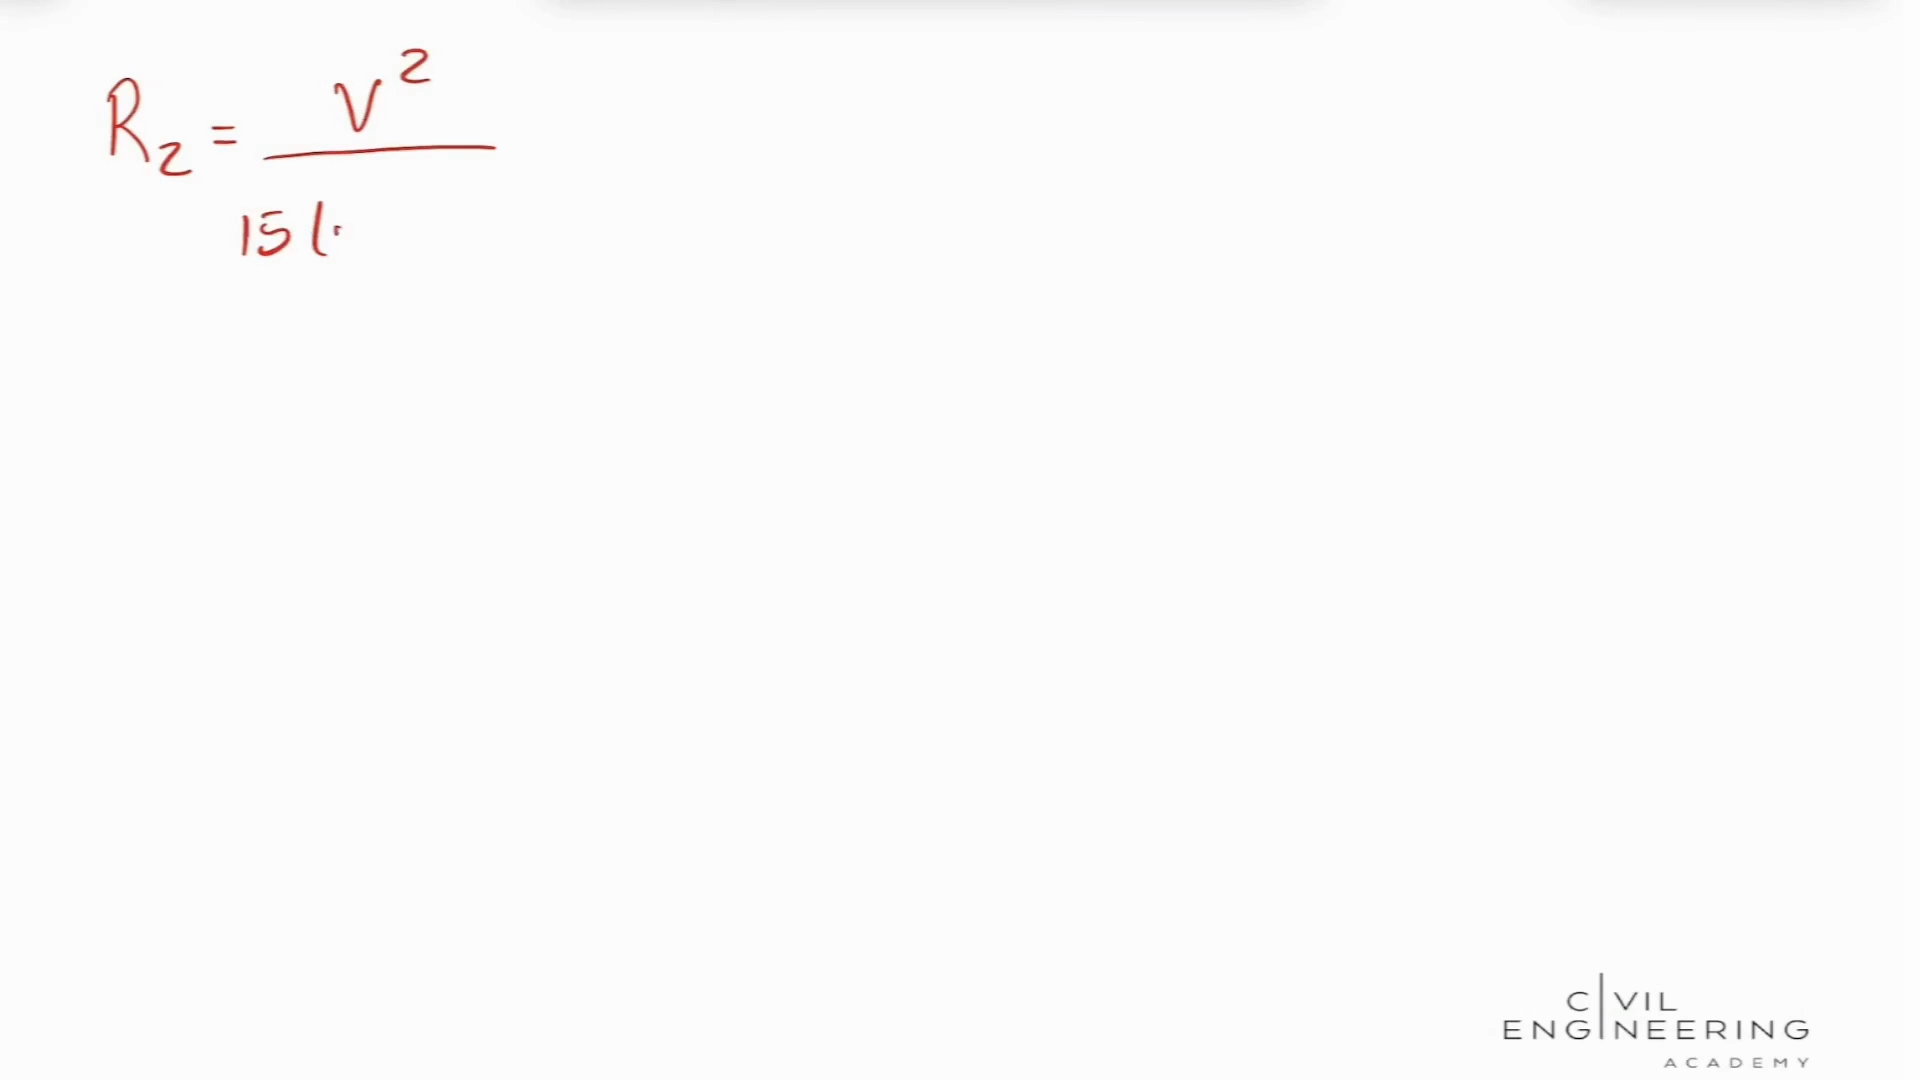 R₂ = V²
15 (.
CIVIL
ENGINEERING
ACADEMY